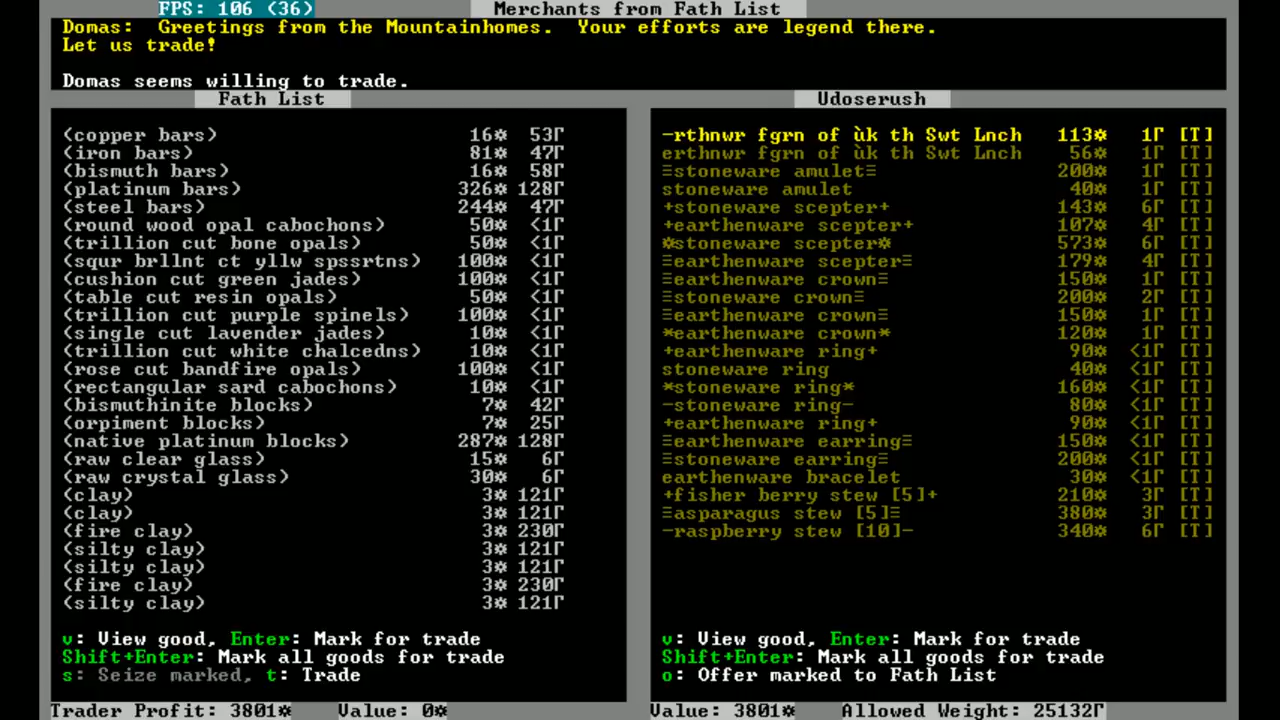 FPS: 106 (36)
Merchants from Fath List
Domas: Greetings from the Mountainhomes. Your efforts are legend there.
Let us trade!
Domas seems willing to trade.
Fath List
(copper bars) 16☼ 53Γ
(iron bars) 81☼ 47Γ
(bismuth bars) 16☼ 58Γ
(platinum bars) 326☼ 128Γ
(steel bars) 244☼ 47Γ
(round wood opal cabochons) 50☼ <1Γ
(trillion cut bone opals) 50☼ <1Γ
(squr brllnt ct yllw spssrtns) 100☼ <1Γ
(cushion cut green jades) 100☼ <1Γ
(table cut resin opals) 50☼ <1Γ
(trillion cut purple spinels) 100☼ <1Γ
(single cut lavender jades) 10☼ <1Γ
(trillion cut white chalcedns) 10☼ <1Γ
(rose cut bandfire opals) 100☼ <1Γ
(rectangular sard cabochons) 10☼ <1Γ
(bismuthinite blocks) 7☼ 42Γ
(orpiment blocks) 7☼ 25Γ
(native platinum blocks) 287☼ 128Γ
(raw clear glass) 15☼ 6Γ
(raw crystal glass) 30☼ 6Γ
(clay) 3☼ 121Γ
(clay) 3☼ 121Γ
(fire clay) 3☼ 230Γ
(silty clay) 3☼ 121Γ
(silty clay) 3☼ 121Γ
(fire clay) 3☼ 230Γ
(silty clay) 3☼ 121Γ
v: View good, Enter: Mark for trade
Shift+Enter: Mark all goods for trade
s: Seize marked, t: Trade
Trader Profit: 3801☼ Value: 0☼
Udoserush
-rthnwr fgrn of ùk th Swt Lnch 113☼ 1Γ [T]
erthnwr fgrn of ùk th Swt Lnch 56☼ 1Γ [T]
≡stoneware amulet≡ 200☼ 1Γ [T]
stoneware amulet 40☼ 1Γ [T]
+stoneware scepter+ 143☼ 6Γ [T]
+earthenware scepter+ 107☼ 4Γ [T]
☼stoneware scepter☼ 573☼ 6Γ [T]
≡earthenware scepter≡ 179☼ 4Γ [T]
≡earthenware crown≡ 150☼ 1Γ [T]
≡stoneware crown≡ 200☼ 2Γ [T]
≡earthenware crown≡ 150☼ 1Γ [T]
*earthenware crown* 120☼ 1Γ [T]
+earthenware ring+ 90☼ <1Γ [T]
stoneware ring 40☼ <1Γ [T]
*stoneware ring* 160☼ <1Γ [T]
-stoneware ring- 80☼ <1Γ [T]
+earthenware ring+ 90☼ <1Γ [T]
≡earthenware earring≡ 150☼ <1Γ [T]
≡stoneware earring≡ 200☼ <1Γ [T]
earthenware bracelet 30☼ <1Γ [T]
+fisher berry stew [5]+ 210☼ 3Γ [T]
≡asparagus stew [5]≡ 380☼ 3Γ [T]
-raspberry stew [10]- 340☼ 6Γ [T]
v: View good, Enter: Mark for trade
Shift+Enter: Mark all goods for trade
o: Offer marked to Fath List
Value: 3801☼ Allowed Weight: 25132Γ